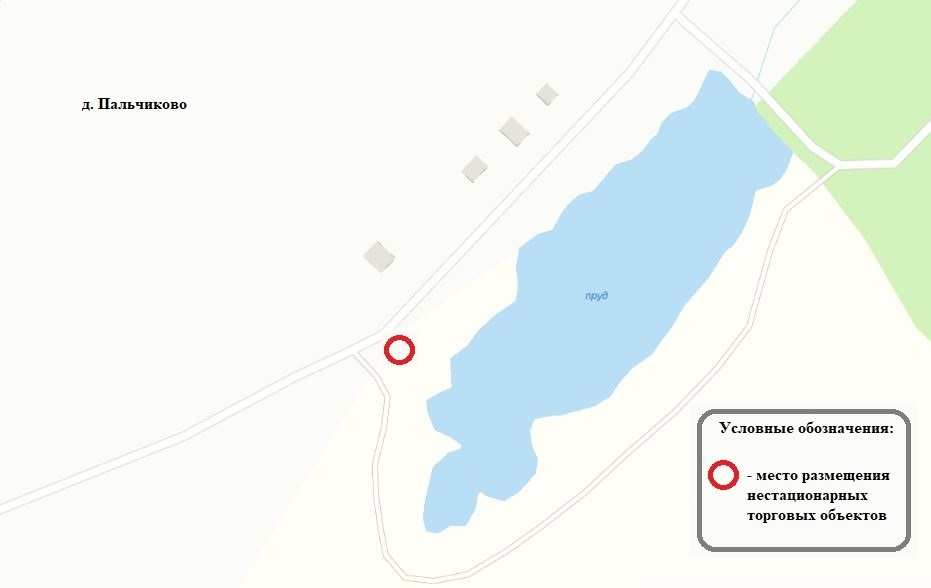 д. Пальчиково
пруд
Условные обозначения:
- место размещения
нестационарных
торговых объектов